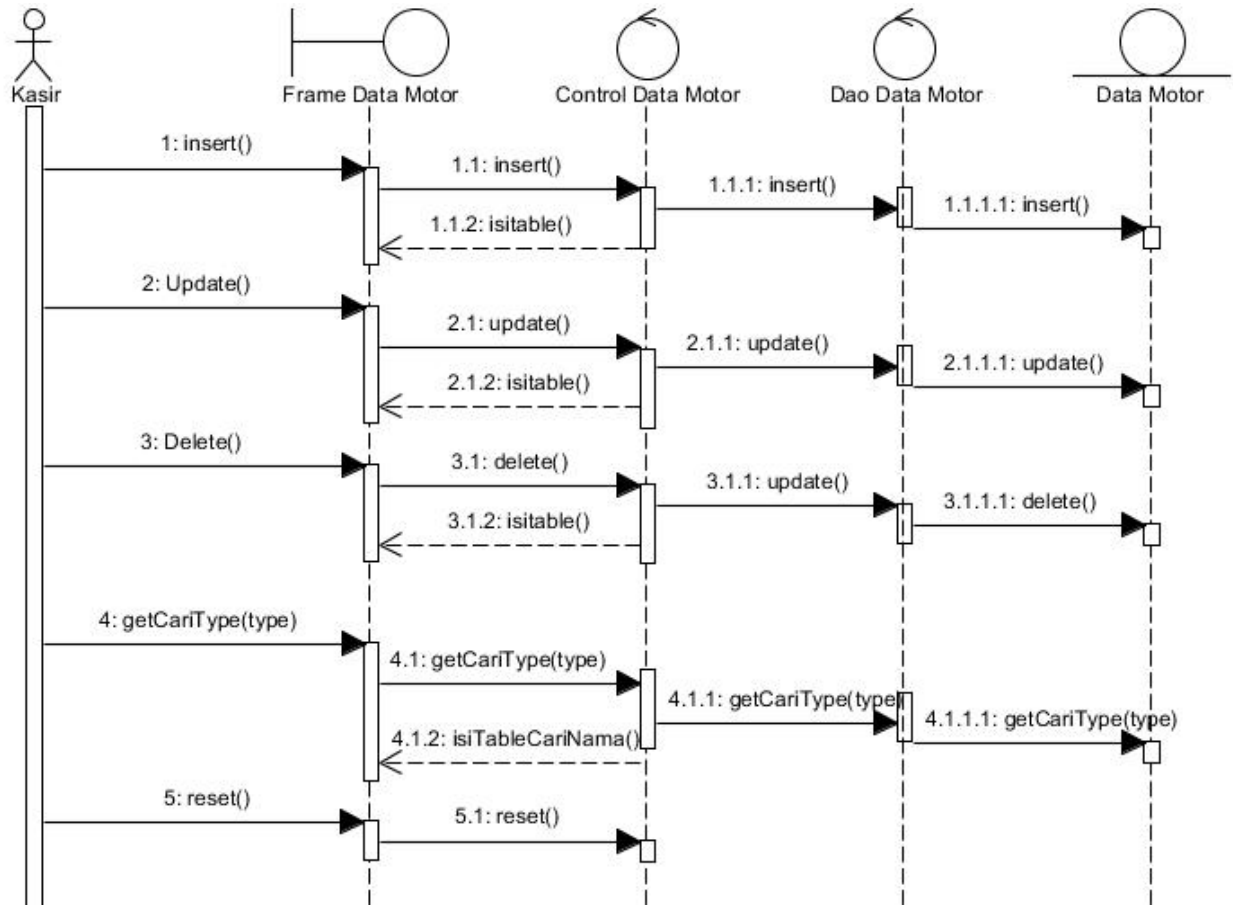 Kasir
Frame Data Motor
Control Data Motor
Dao Data Motor
Data Motor
1: insert()
1.1: insert()
1.1.1: insert()
1.1.1.1: insert()
1.1.2: isitable()
2: Update()
2.1: update()
2.1.1: update()
2.1.1.1: update()
2.1.2: isitable()
3: Delete()
3.1: delete()
3.1.1: update()
3.1.1.1: delete()
3.1.2: isitable()
4: getCariType(type)
4.1: getCariType(type)
4.1.1: getCariType(type)
4.1.1.1: getCariType(type)
4.1.2: isiTableCariNama()
5: reset()
5.1: reset()